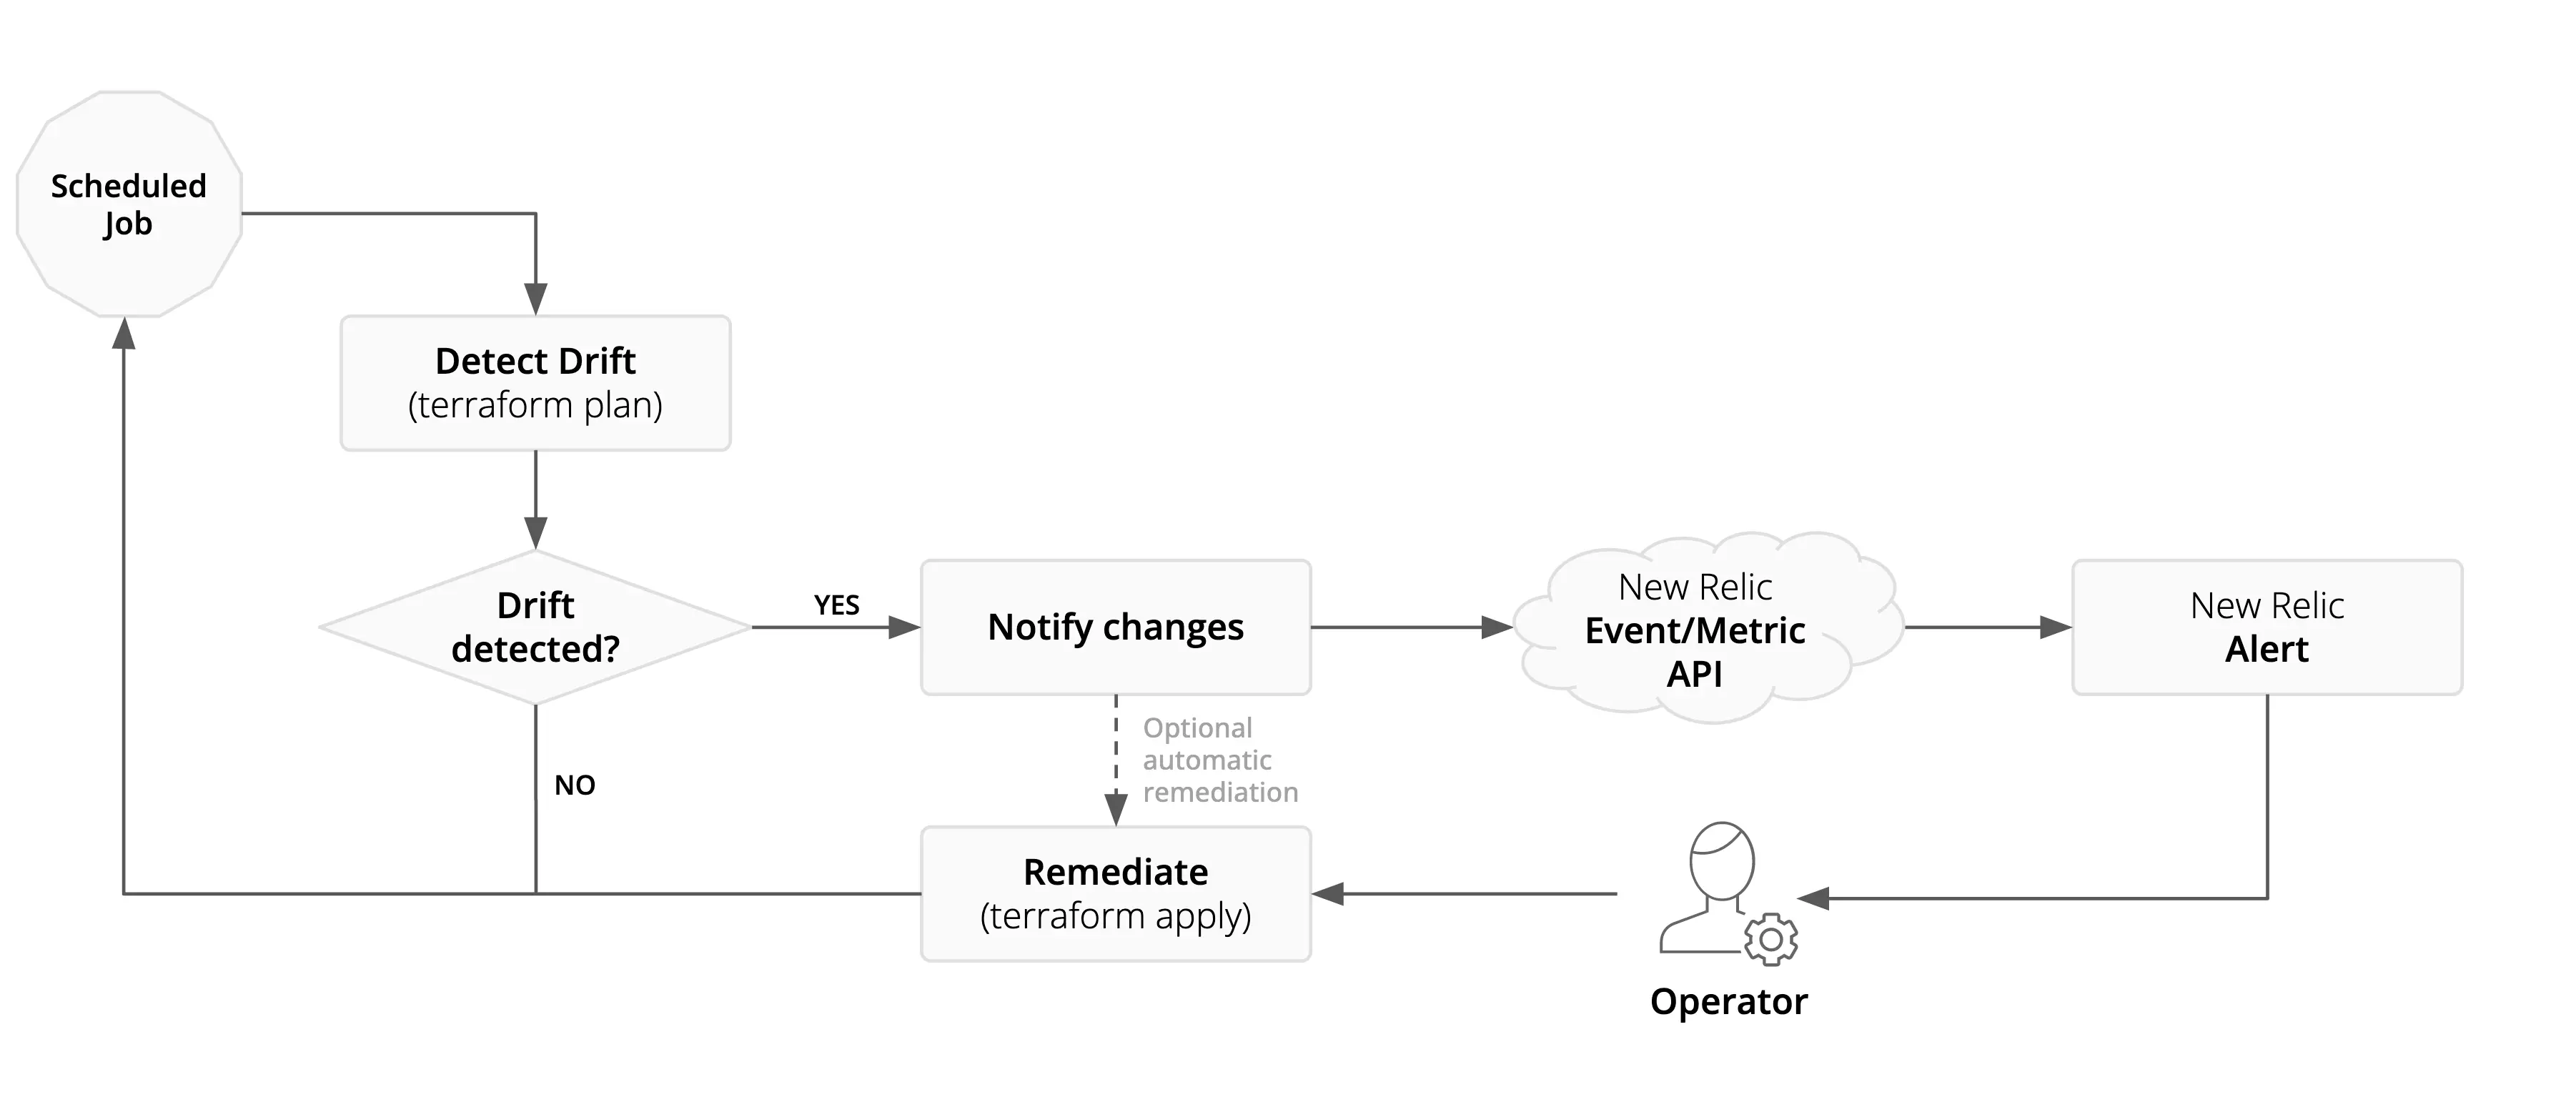 Scheduled
Job
Detect Drift
(terraform plan)
Drift
detected?
YES
NO
Notify changes
Optional
automatic
remediation
Remediate
(terraform apply)
New Relic
Event/Metric
API
New Relic
Alert
Operator